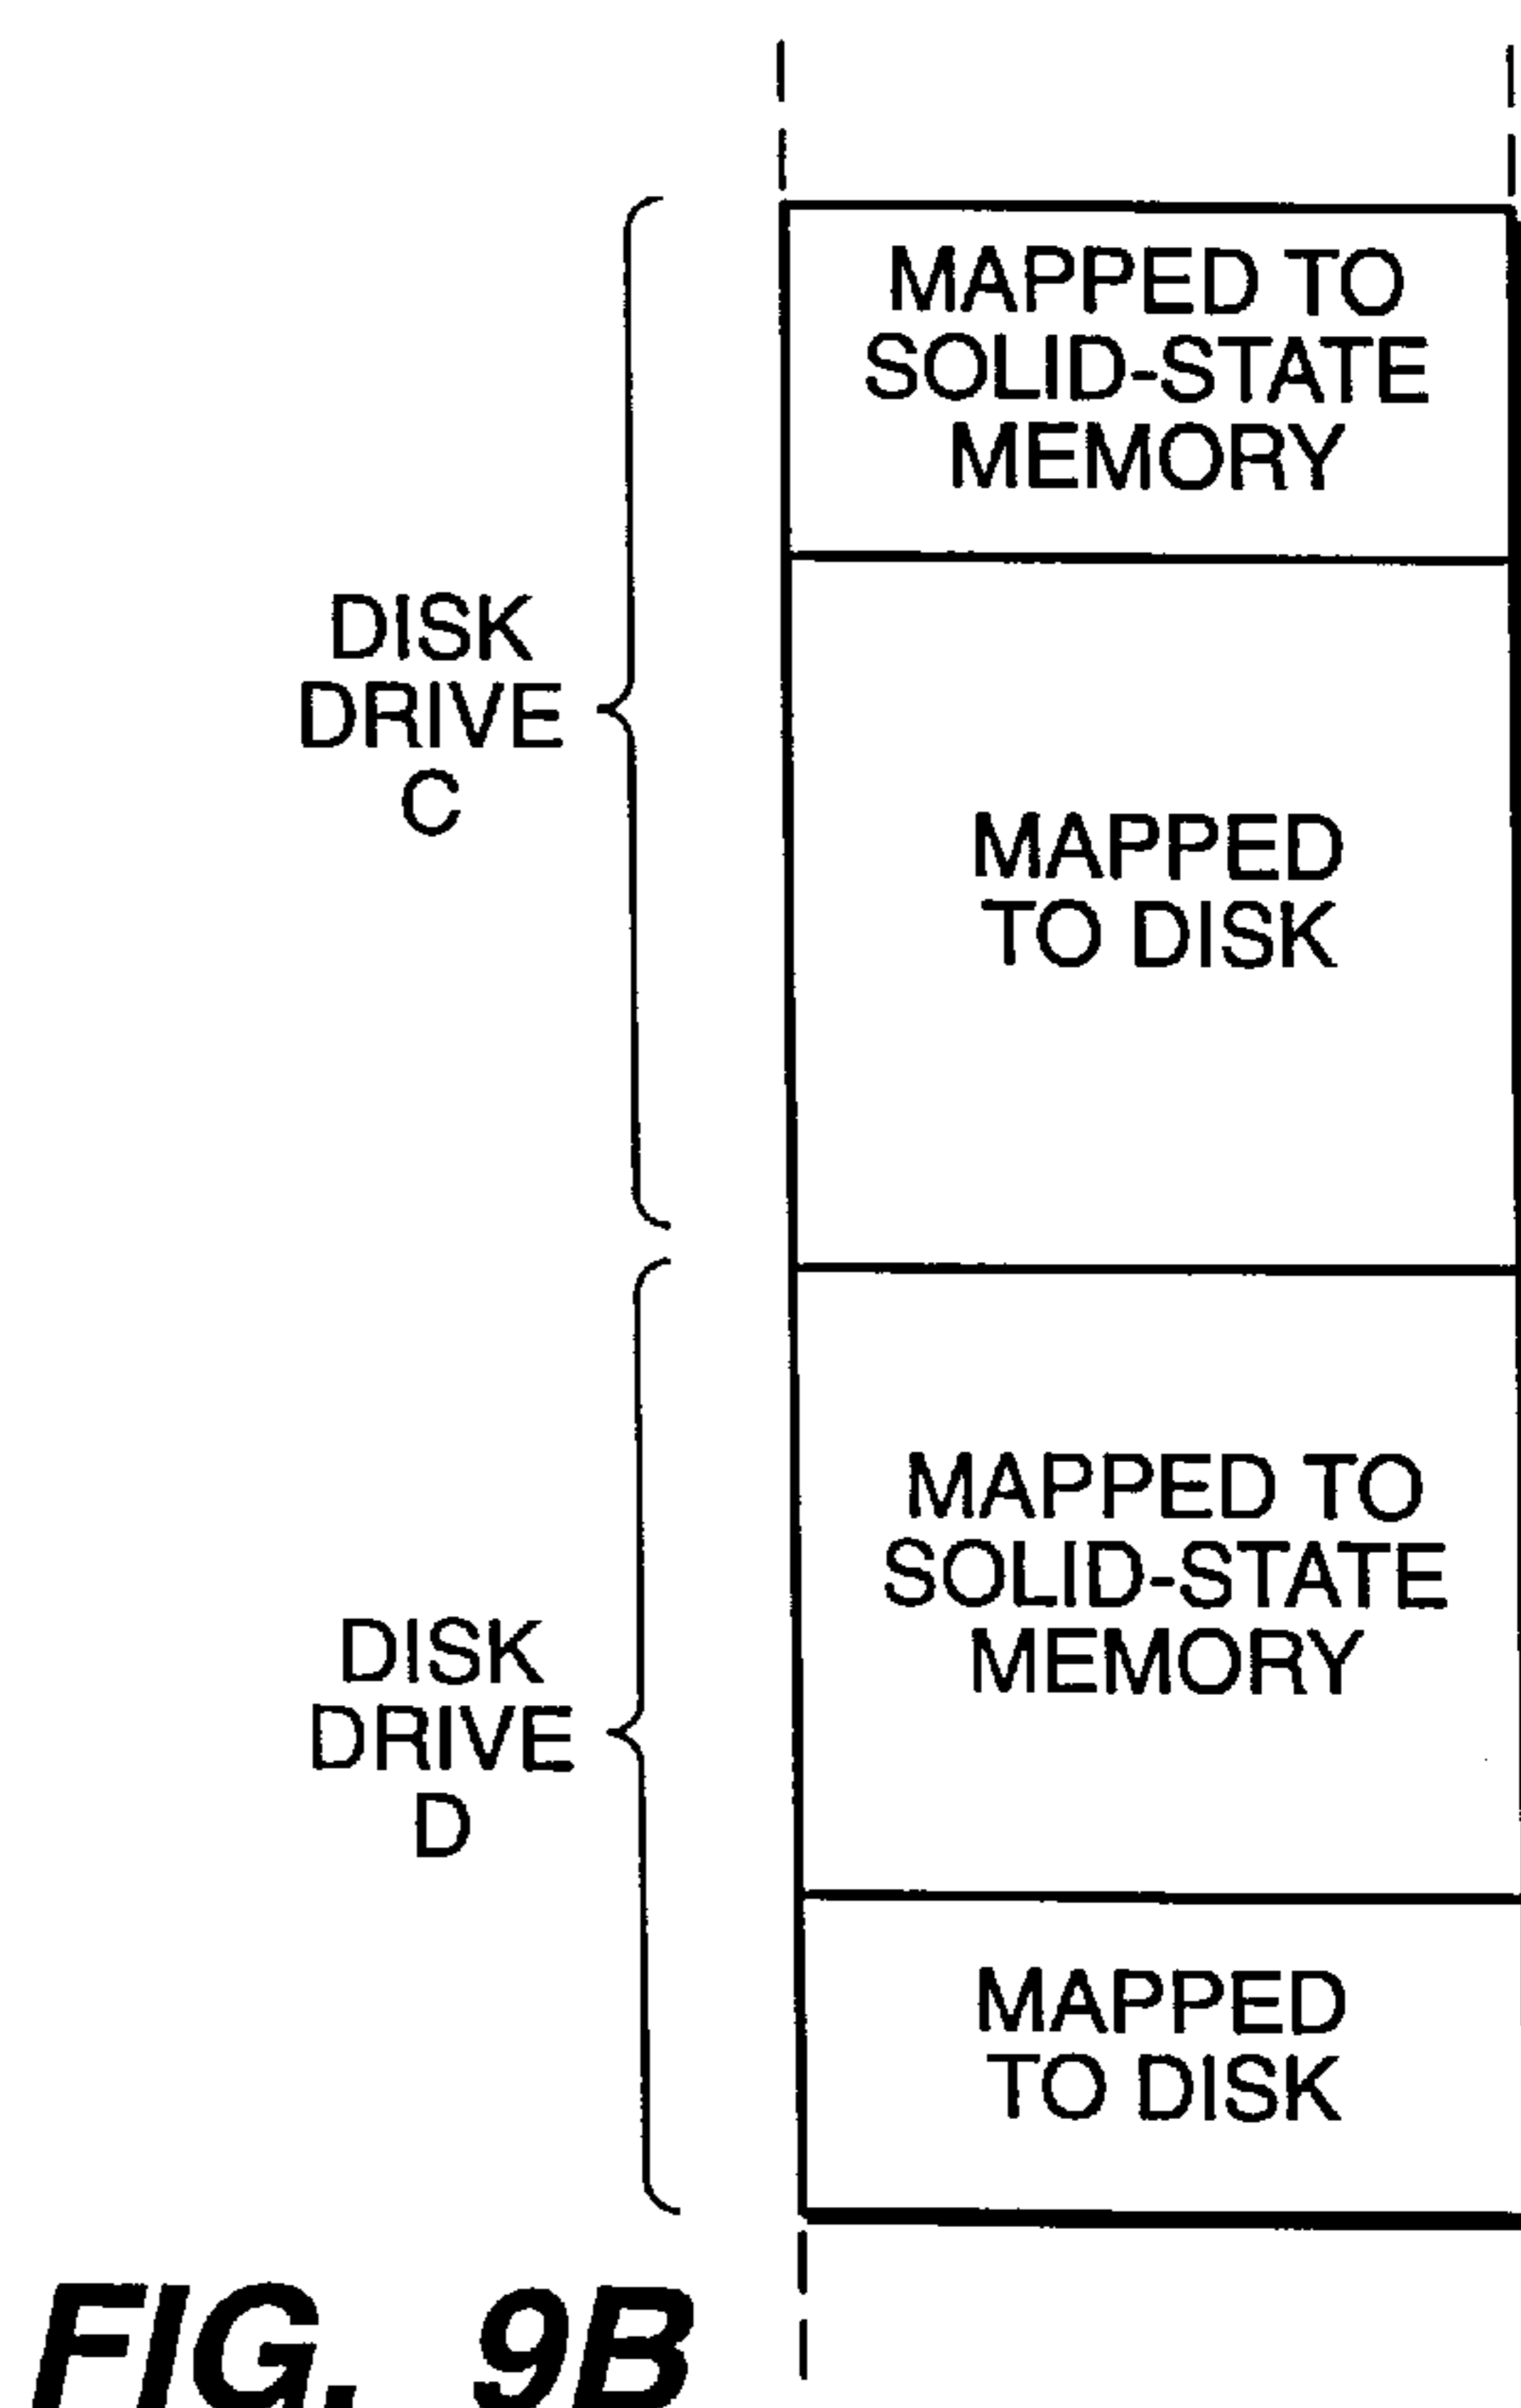 MAPPED TO
SOLID-STATE
MEMORY
DISK
DRIVE
C
MAPPED
TO DISK
MAPPED TO
SOLID-STATE
MEMORY
DISK
DRIVE
D
MAPPED
TO DISK
FIG. 9B